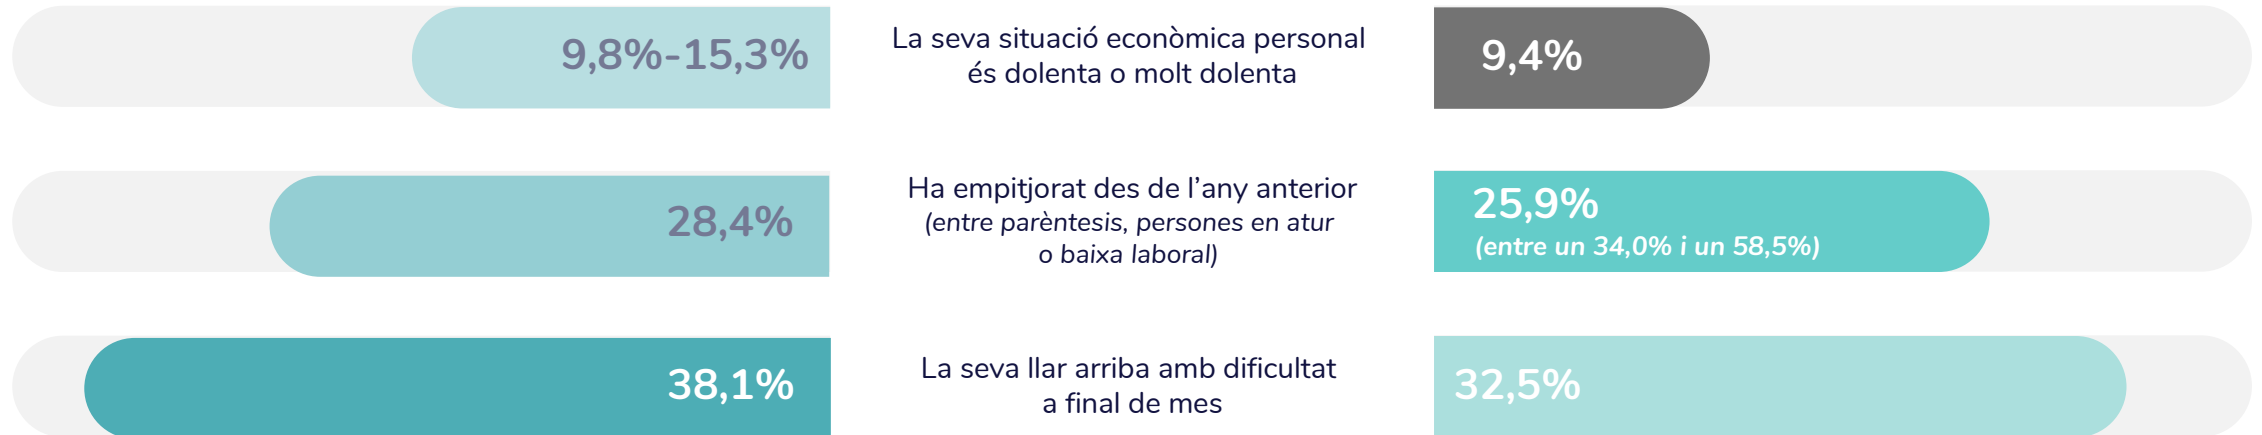 9,8%-15,3%
La seva situació econòmica personal
és dolenta o molt dolenta
9,4%
28,4%
Ha empitjorat des de l’any anterior
(entre parèntesis, persones en atur
o baixa laboral)
25,9%
(entre un 34,0% i un 58,5%)
38,1%
La seva llar arriba amb dificultat
a final de mes
32,5%